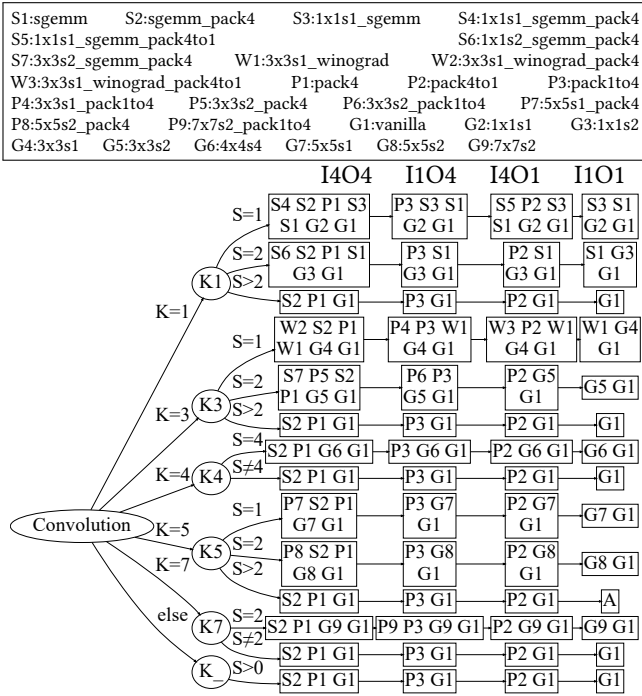 S1:sgemm S2:sgemm_pack4 S3:1x1s1_sgemm S4:1x1s1_sgemm_pack4
S5:1x1s1_sgemm_pack4to1 S6:1x1s2_sgemm_pack4
S7:3x3s2_sgemm_pack4 W1:3x3s1_winograd W2:3x3s1_winograd_pack4
W3:3x3s1_winograd_pack4to1 P1:pack4 P2:pack4to1 P3:pack1to4
P4:3x3s1_pack1to4 P5:3x3s2_pack4 P6:3x3s2_pack1to4 P7:5x5s1_pack4
P8:5x5s2_pack4 P9:7x7s2_pack1to4 G1:vanilla G2:1x1s1 G3:1x1s2
G4:3x3s1 G5:3x3s2 G6:4x4s4 G7:5x5s1 G8:5x5s2 G9:7x7s2
I4O4 I1O4 I4O1 I1O1
Convolution
K=1
K1
S=1
S4 S2 P1 S3
S1 G2 G1
P3 S3 S1
G2 G1
S5 P2 S3
S1 G2 G1
S3 S1
G2 G1
S=2
S6 S2 P1 S1
G3 G1
P3 S1
G3 G1
P2 S1
G3 G1
S1 G3
G1
S>2
S2 P1 G1
P3 G1
P2 G1
G1
K=3
K3
S=1
W2 S2 P1
W1 G4 G1
P4 P3 W1
G4 G1
W3 P2 W1
G4 G1
W1 G4
G1
S=2
S7 P5 S2
P1 G5 G1
P6 P3
G5 G1
P2 G5
G1
G5 G1
S>2
S2 P1 G1
P3 G1
P2 G1
G1
K=4
K4
S=4
S2 P1 G6 G1
P3 G6 G1
P2 G6 G1
G6 G1
S≠4
S2 P1 G1
P3 G1
P2 G1
G1
K=5
K5
S=1
P7 S2 P1
G7 G1
P3 G7
G1
P2 G7
G1
G7 G1
S=2
P8 S2 P1
G8 G1
P3 G8
G1
P2 G8
G1
G8 G1
S>2
S2 P1 G1
P3 G1
P2 G1
A
K=7
K7
S=2
S2 P1 G9 G1
P9 P3 G9 G1
P2 G9 G1
G9 G1
S≠2
S2 P1 G1
P3 G1
P2 G1
G1
else
K_
S>0
S2 P1 G1
P3 G1
P2 G1
G1